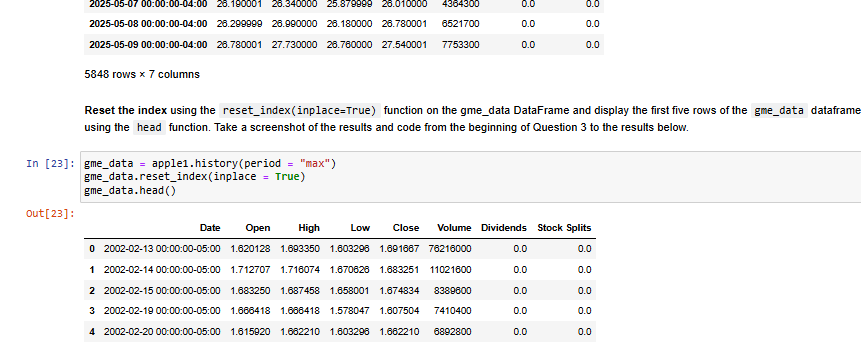 2025-05-07 00:00:00-04:00 26.190001 26.340000 25.879999 26.010000 4364300 0.0 0.0
2025-05-08 00:00:00-04:00 26.299999 26.990000 26.180000 26.780001 6521700 0.0 0.0
2025-05-09 00:00:00-04:00 26.780001 27.730000 26.760000 27.540001 7753300 0.0 0.0
5848 rows × 7 columns
Reset the index using the reset_index(inplace=True) function on the gme_data DataFrame and display the first five rows of the gme_data dataframe
using the head function. Take a screenshot of the results and code from the beginning of Question 3 to the results below.
In [23]: gme_data = apple1.history(period = "max")
gme_data.reset_index(inplace = True)
gme_data.head()
Out[23]:
Date Open High Low Close Volume Dividends Stock Splits
0 2002-02-13 00:00:00-05:00 1.620128 1.693350 1.603296 1.691667 76216000 0.0 0.0
1 2002-02-14 00:00:00-05:00 1.712707 1.716074 1.670626 1.683251 11021600 0.0 0.0
2 2002-02-15 00:00:00-05:00 1.683250 1.687458 1.658001 1.674834 8389600 0.0 0.0
3 2002-02-19 00:00:00-05:00 1.666418 1.666418 1.578047 1.607504 7410400 0.0 0.0
4 2002-02-20 00:00:00-05:00 1.615920 1.662210 1.603296 1.662210 6892800 0.0 0.0